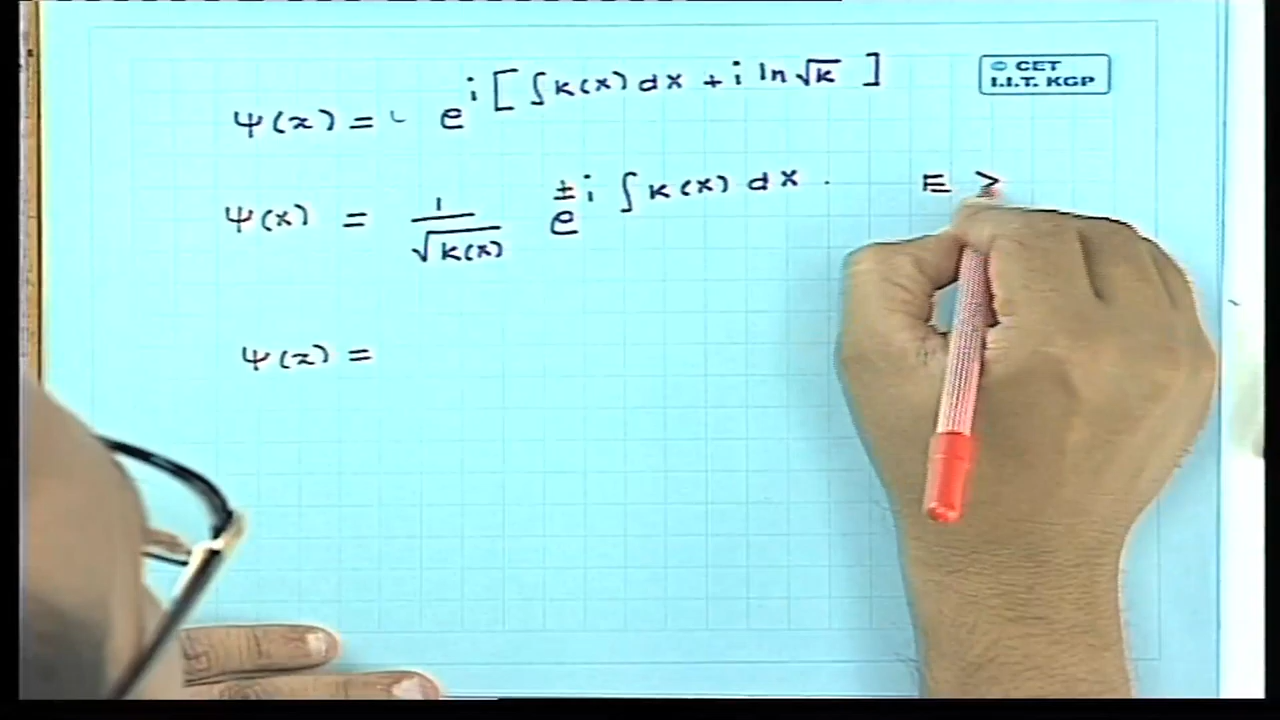 © CET
I.I.T. KGP
ψ(x) = e^{i[∫k(x)dx + i ln√k]}
ψ(x) = 1/√k(x) e^{±i∫k(x)dx}. E >
ψ(x) =